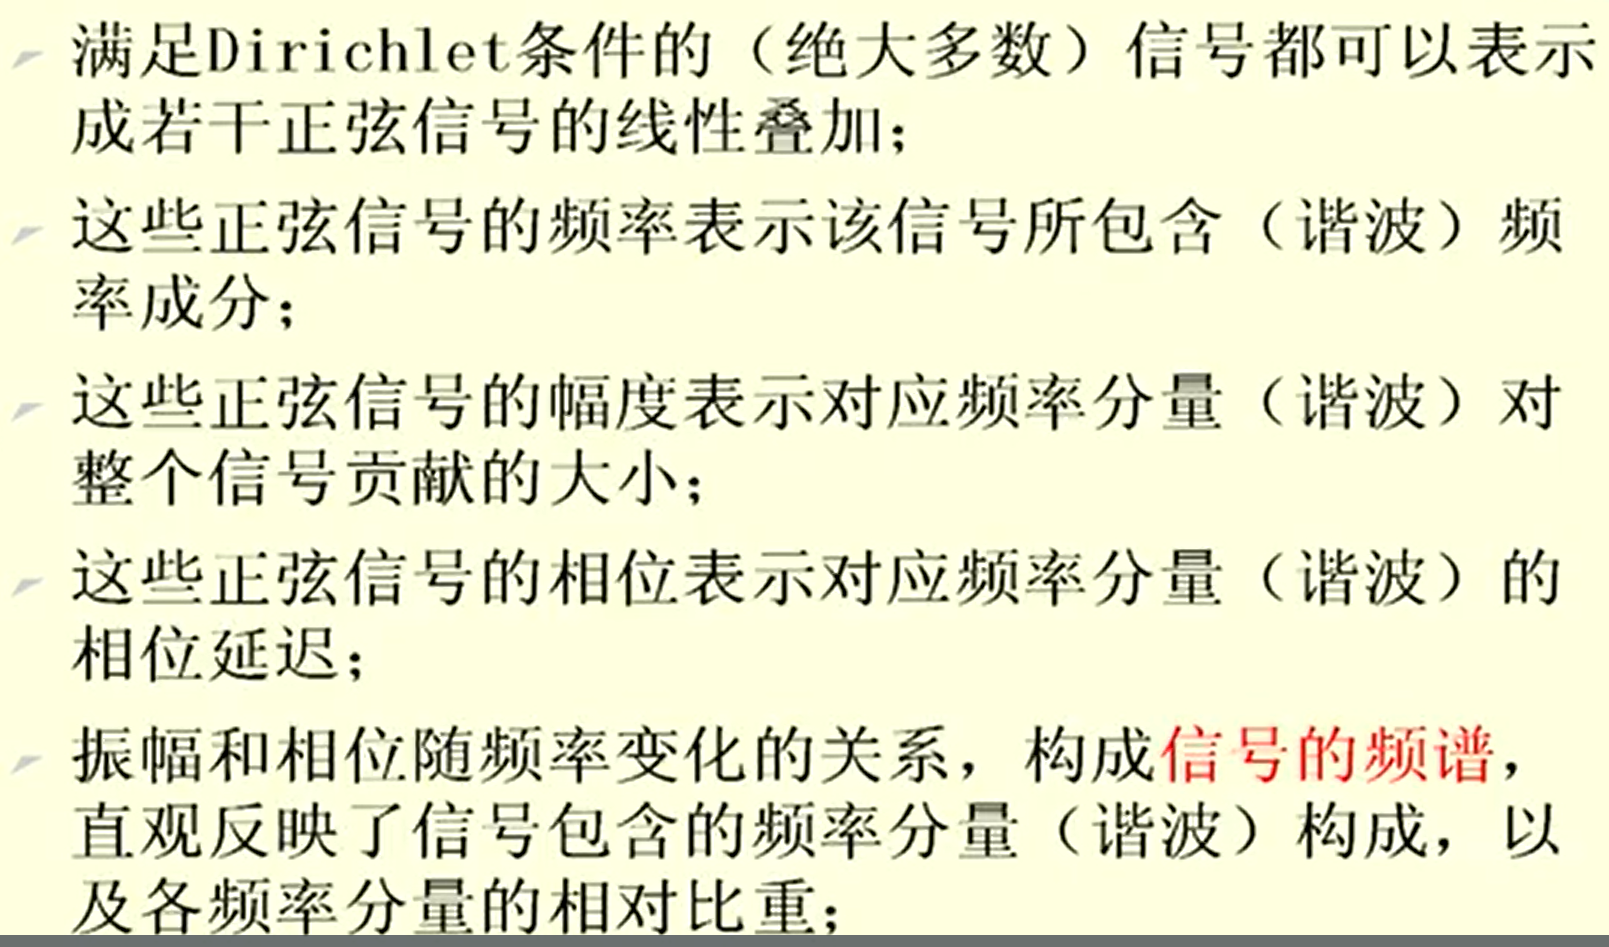 满足Dirichlet条件的（绝大多数）信号都可以表示
成若干正弦信号的线性叠加；
这些正弦信号的频率表示该信号所包含（谐波）频
率成分；
这些正弦信号的幅度表示对应频率分量（谐波）对
整个信号贡献的大小；
这些正弦信号的相位表示对应频率分量（谐波）的
相位延迟；
振幅和相位随频率变化的关系，构成信号的频谱，
直观反映了信号包含的频率分量（谐波）构成，以
及各频率分量的相对比重；